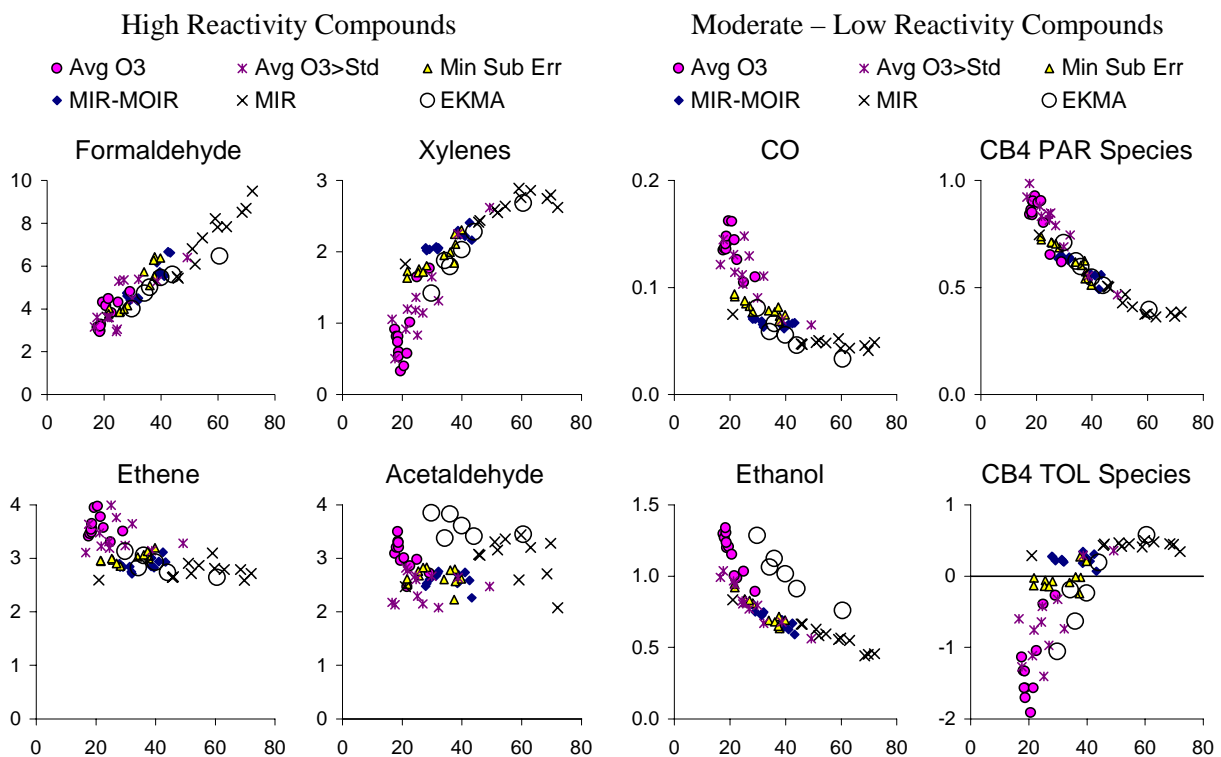 High Reactivity Compounds
Moderate – Low Reactivity Compounds
Avg O3 Avg O3>Std Min Sub Err
MIR-MOIR MIR EKMA
Avg O3 Avg O3>Std Min Sub Err
MIR-MOIR MIR EKMA
Formaldehyde
10
8
6
4
2
0
0 20 40 60 80
Xylenes
3
2
1
0
0 20 40 60 80
CO
0.2
0.1
0.0
0 20 40 60 80
CB4 PAR Species
1.0
0.5
0.0
0 20 40 60 80
Ethene
4
3
2
1
0
0 20 40 60 80
Acetaldehyde
4
3
2
1
0
0 20 40 60 80
Ethanol
1.5
1.0
0.5
0.0
0 20 40 60 80
CB4 TOL Species
1
0
-1
-2
0 20 40 60 80